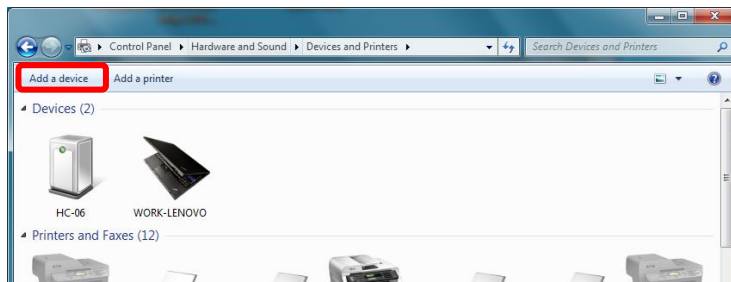 Control Panel ▸ Hardware and Sound ▸ Devices and Printers ▸
Search Devices and Printers
Add a device
Add a printer
Devices (2)
HC-06
WORK-LENOVO
Printers and Faxes (12)